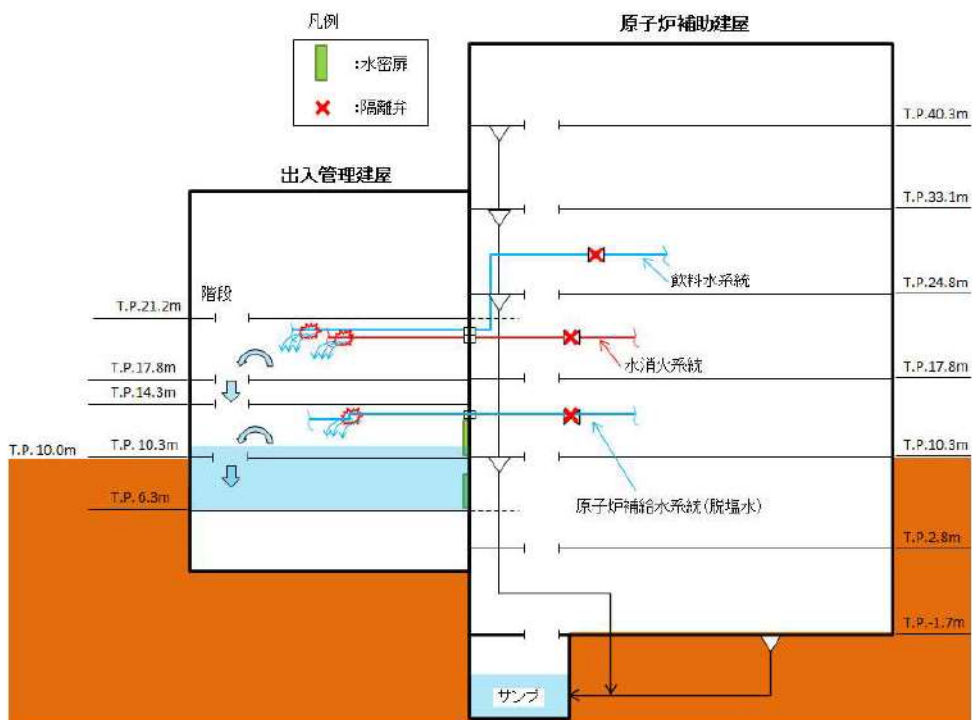 凡例
:水密扉
:隔離弁
原子炉補助建屋
出入管理建屋
T.P.40.3m
T.P.33.1m
飲料水系統
T.P.24.8m
階段
T.P.21.2m
水消火系統
T.P.17.8m
T.P.17.8m
T.P.14.3m
T.P. 10.0m
T.P. 10.3m
T.P.10.3m
T.P. 6.3m
原子炉補給水系統(脱塩水)
T.P.2.8m
T.P.-1.7m
サンプ